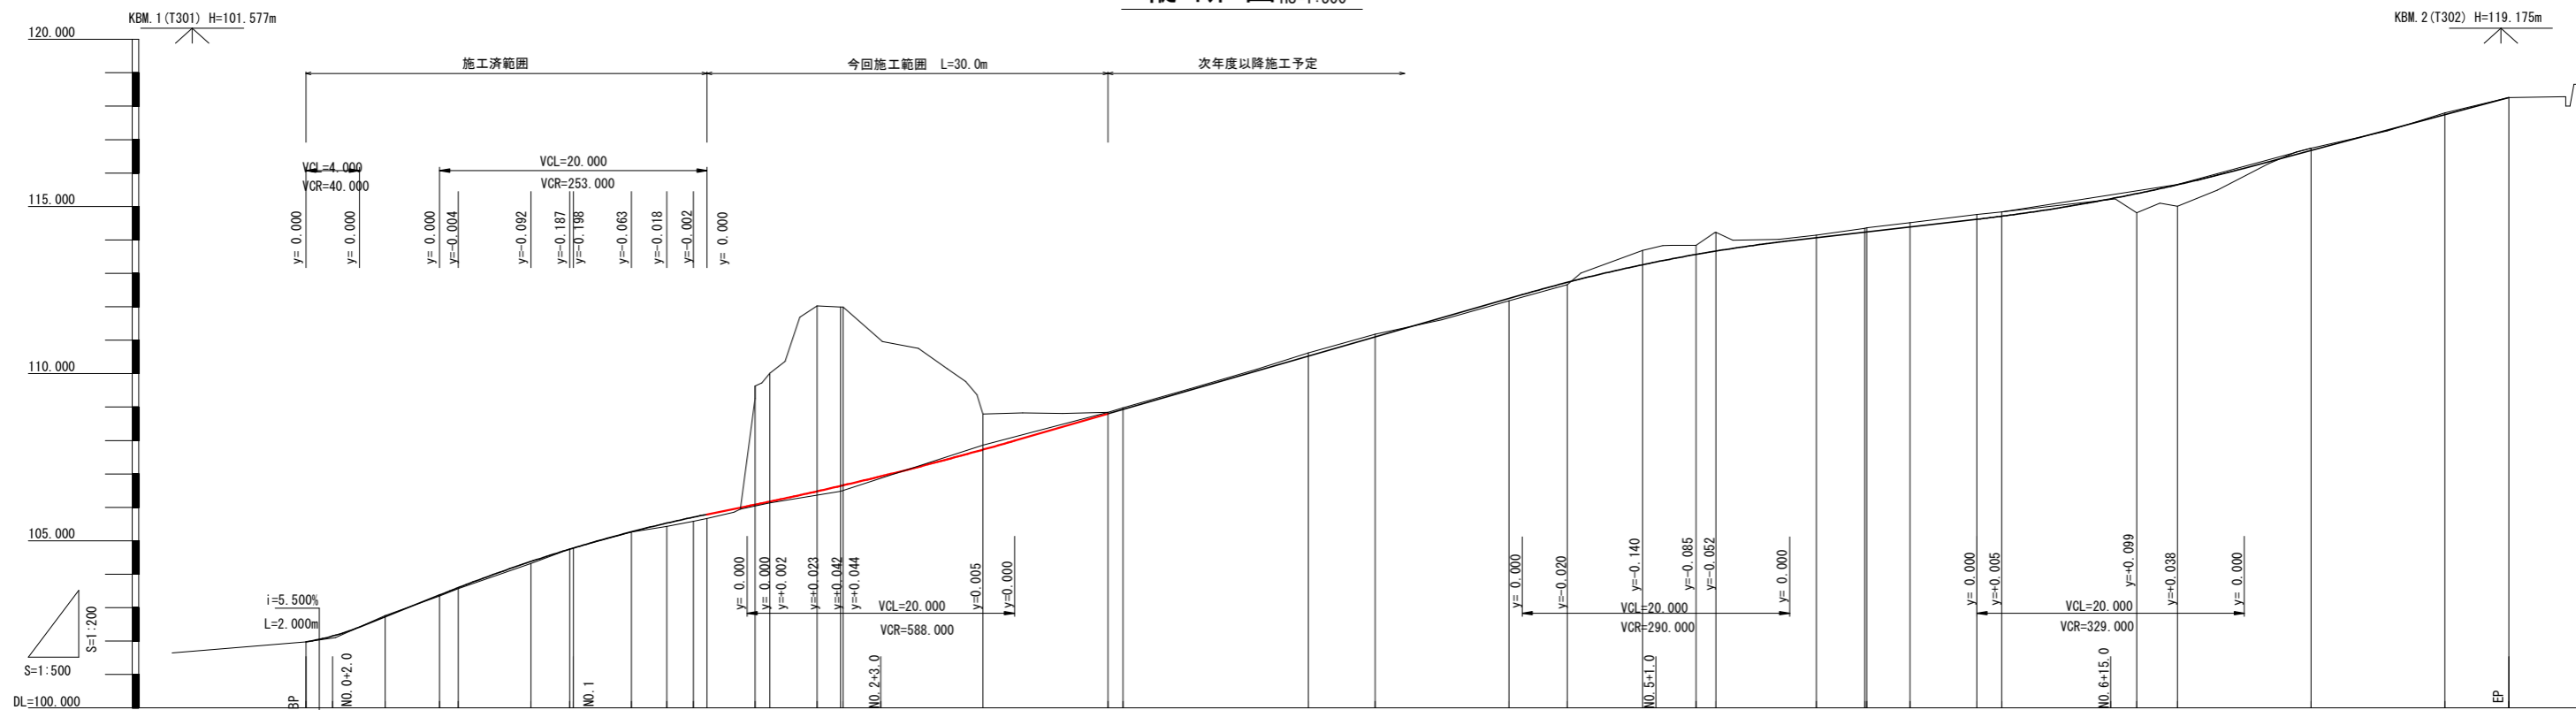 KBM.1(T301) H=101.577m
KBM.2(T302) H=119.175m
120.000
施工済範囲
今回施工範囲 L=30.0m
次年度以降施工予定
VCL=4.000
VCR=40.000
VCL=20.000
VCR=253.000
115.000
y= 0.000
y= 0.000
y= 0.000
y=-0.004
y=-0.092
y=-0.187
y=-0.198
y=-0.063
y=-0.018
y=-0.002
y= 0.000
110.000
105.000
y= 0.000
y= 0.000
y=+0.002
y=+0.023
y=+0.042
y=+0.044
y=0.005
y=0.000
VCL=20.000
VCR=588.000
y= 0.000
y=-0.020
y=-0.140
y=-0.085
y=-0.052
y= 0.000
VCL=20.000
VCR=290.000
y= 0.000
y=+0.005
y=+0.099
y=+0.038
y= 0.000
VCL=20.000
VCR=329.000
i=5.500%
L=2.000m
S=1:200
S=1:500
DL=100.000
BP
NO.0+2.0
NO.1
NO.2+3.0
NO.5+1.0
NO.6+15.0
EP